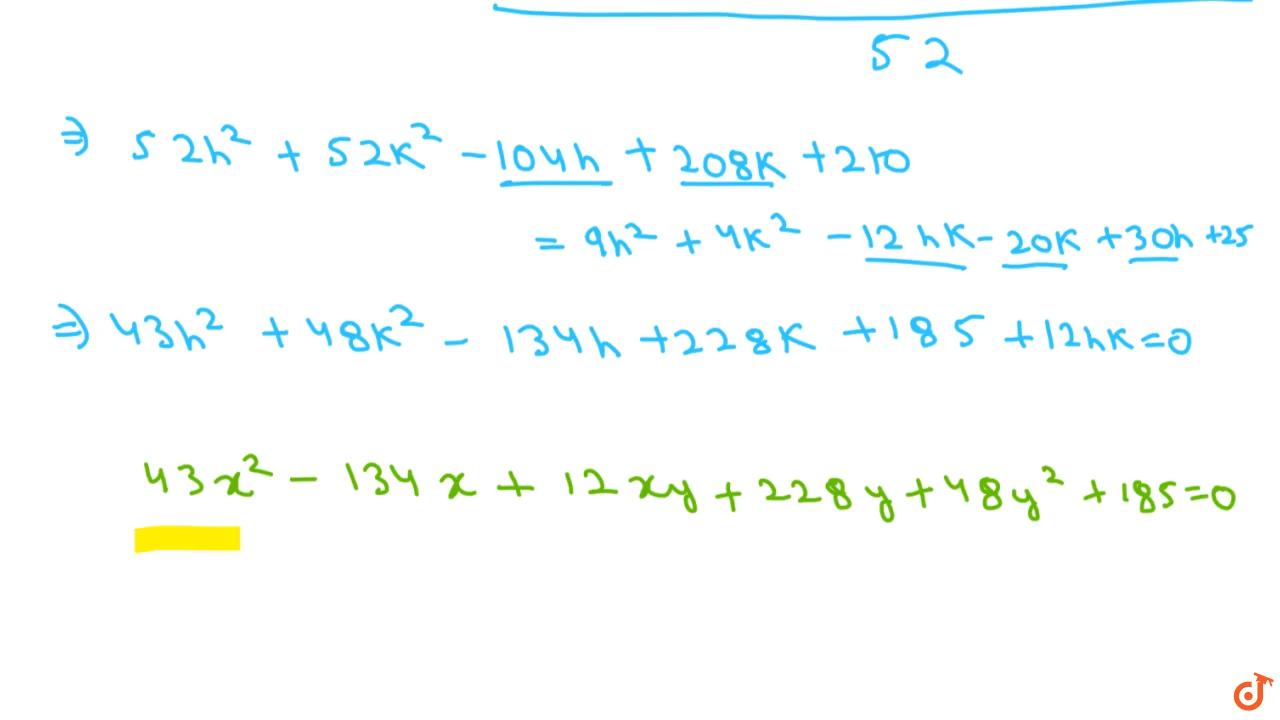 52
⇒ 52h² + 52k² - 104h + 208k + 210
= 9h² + 4k² - 12hk - 20k + 30h + 25
⇒ 43h² + 48k² - 134h + 228k + 185 + 12hk = 0
43x² - 134x + 12xy + 228y + 48y² + 185 = 0